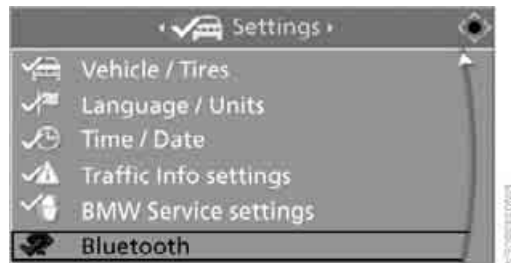 Settings
Vehicle / Tires
Language / Units
Time / Date
Traffic Info settings
BMW Service settings
Bluetooth